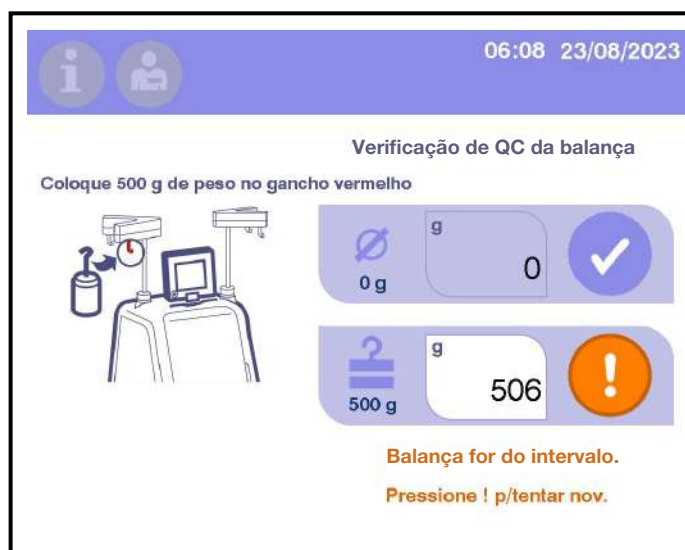 06:08 23/08/2023
Verificação de QC da balança
Coloque 500 g de peso no gancho vermelho
g
0
0 g
g
506
500 g
Balança for do intervalo.
Pressione ! p/tentar nov.